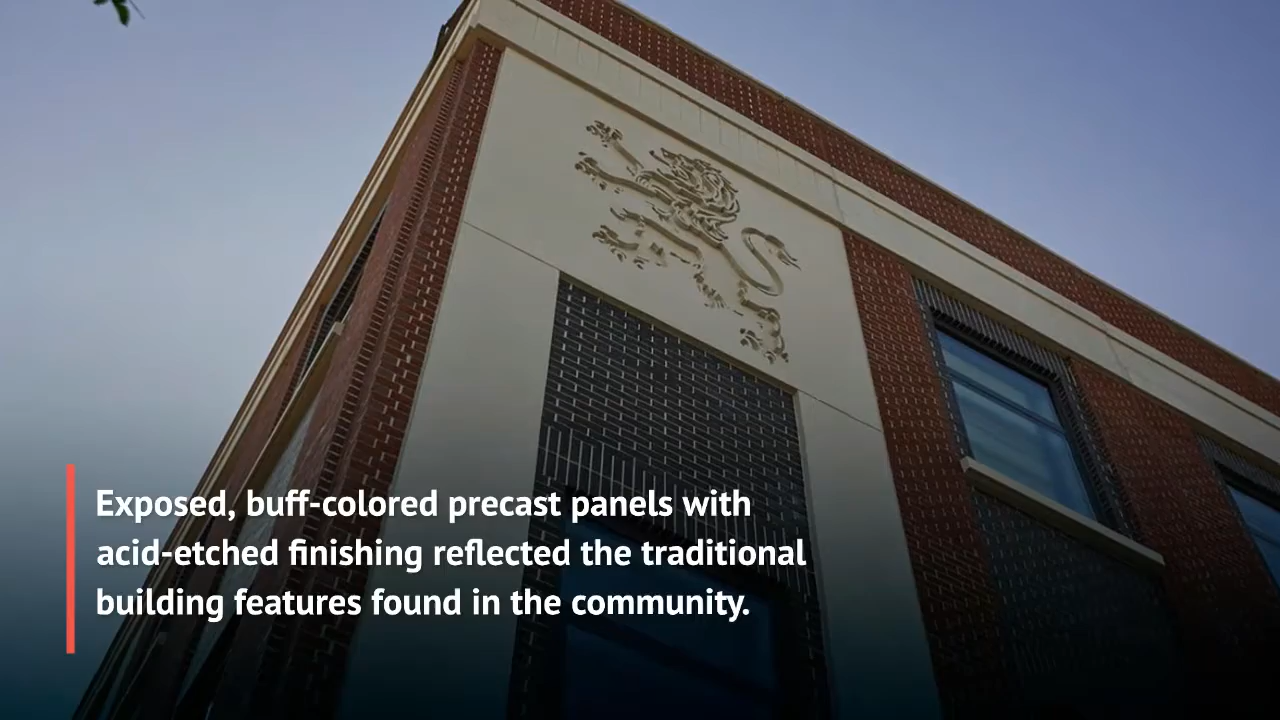 Exposed, buff-colored precast panels with
acid-etched finishing reflected the traditional
building features found in the community.